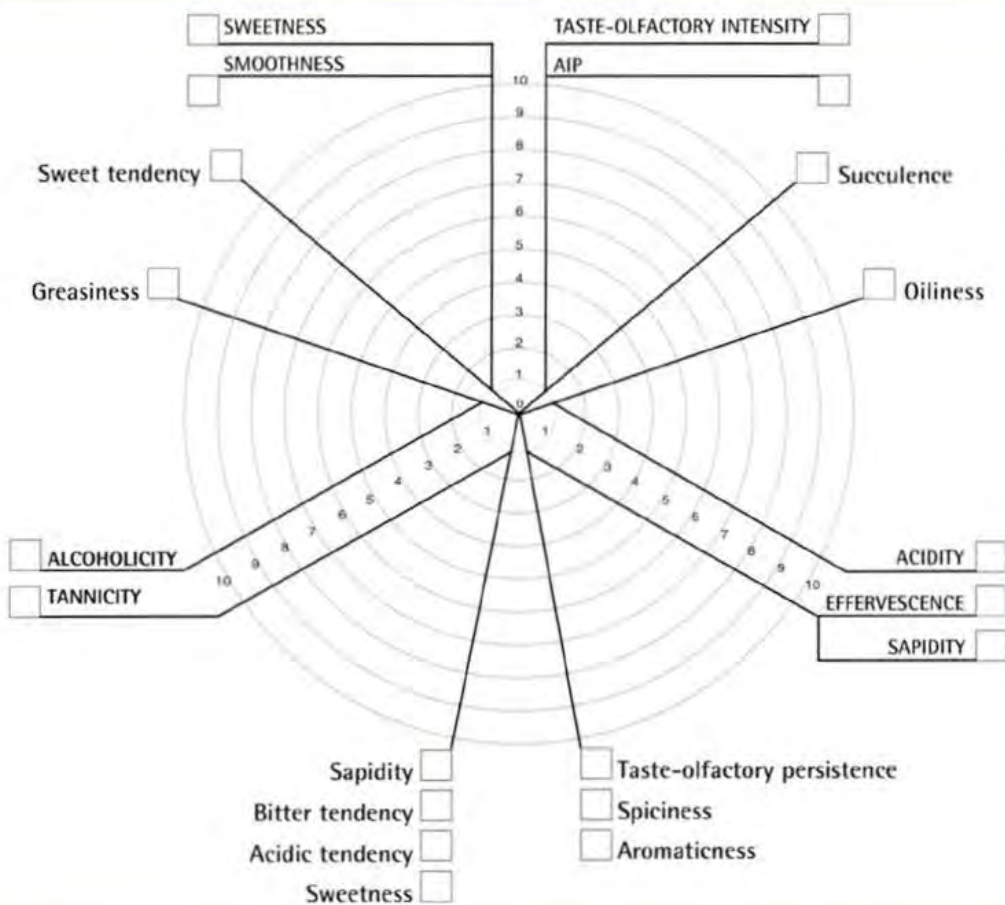 SWEETNESS
TASTE-OLFACTORY INTENSITY
SMOOTHNESS
AIP
10
9
8
7
6
5
4
3
2
1
0
Sweet tendency
Succulence
Greasiness
Oiliness
1
2
3
4
5
6
7
8
9
10
1
2
3
4
5
6
7
8
9
10
ALCOHOLICITY
TANNICITY
ACIDITY
EFFERVESCENCE
SAPIDITY
Sapidity
Bitter tendency
Acidic tendency
Sweetness
Taste-olfactory persistence
Spiciness
Aromaticness